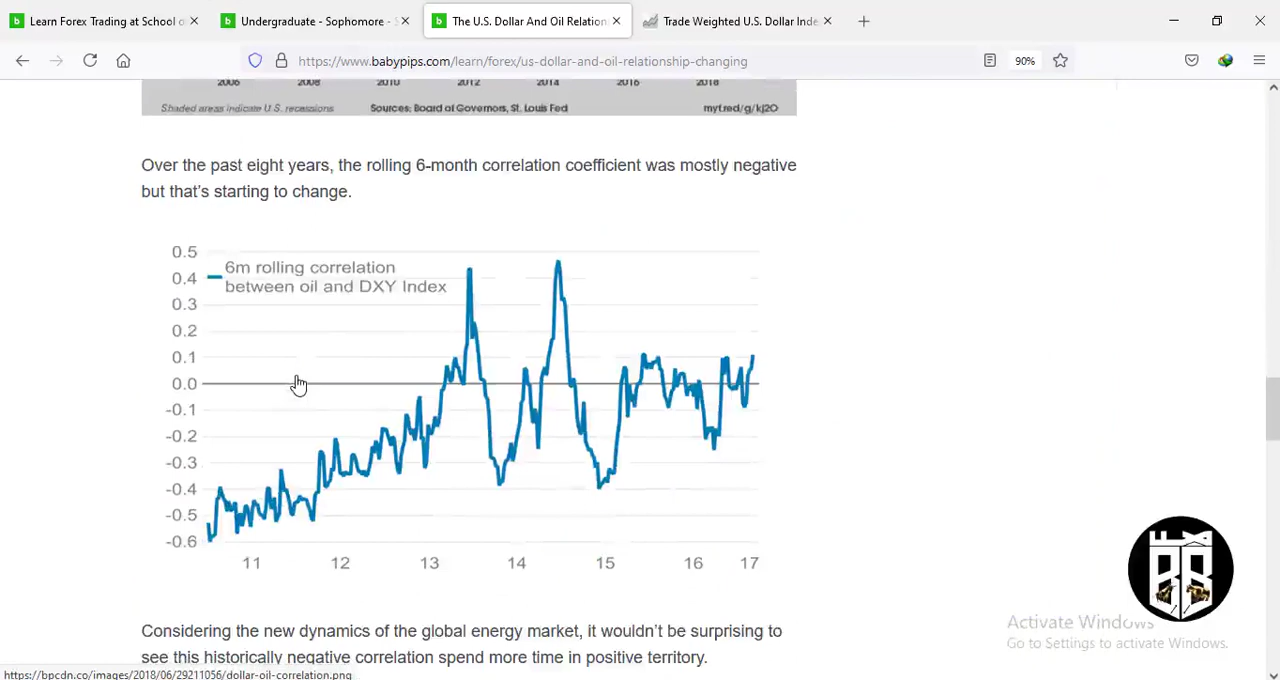 Learn Forex Trading at School o
Undergraduate - Sophomore - S
The U.S. Dollar And Oil Relation
Trade Weighted U.S. Dollar Inde
https://www.babypips.com/learn/forex/us-dollar-and-oil-relationship-changing
90%
2006 2008 2010 2012 2014 2016 2018
Shaded areas indicate U.S. recessions Sources: Board of Governors, St. Louis Fed myf.red/g/kj2O
Over the past eight years, the rolling 6-month correlation coefficient was mostly negative
but that's starting to change.
0.5
6m rolling correlation
0.4
between oil and DXY Index
0.3
0.2
0.1
0.0
-0.1
-0.2
-0.3
-0.4
-0.5
-0.6
11 12 13 14 15 16 17
Considering the new dynamics of the global energy market, it wouldn't be surprising to
see this historically negative correlation spend more time in positive territory.
Activate Windows
Go to Settings to activate Windows.
https://bpcdn.co/images/2018/06/29211056/dollar-oil-correlation.png